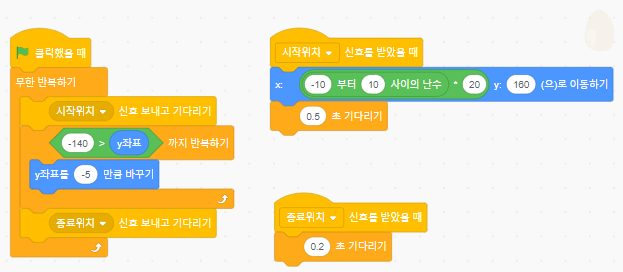 클릭했을 때
무한 반복하기
시작위치 신호 보내고 기다리기
-140 > y좌표 까지 반복하기
y좌표를 -5 만큼 바꾸기
종료위치 신호 보내고 기다리기
시작위치 신호를 받았을 때
x: -10 부터 10 사이의 난수 * 20 y: 160 (으)로 이동하기
0.5 초 기다리기
종료위치 신호를 받았을 때
0.2 초 기다리기